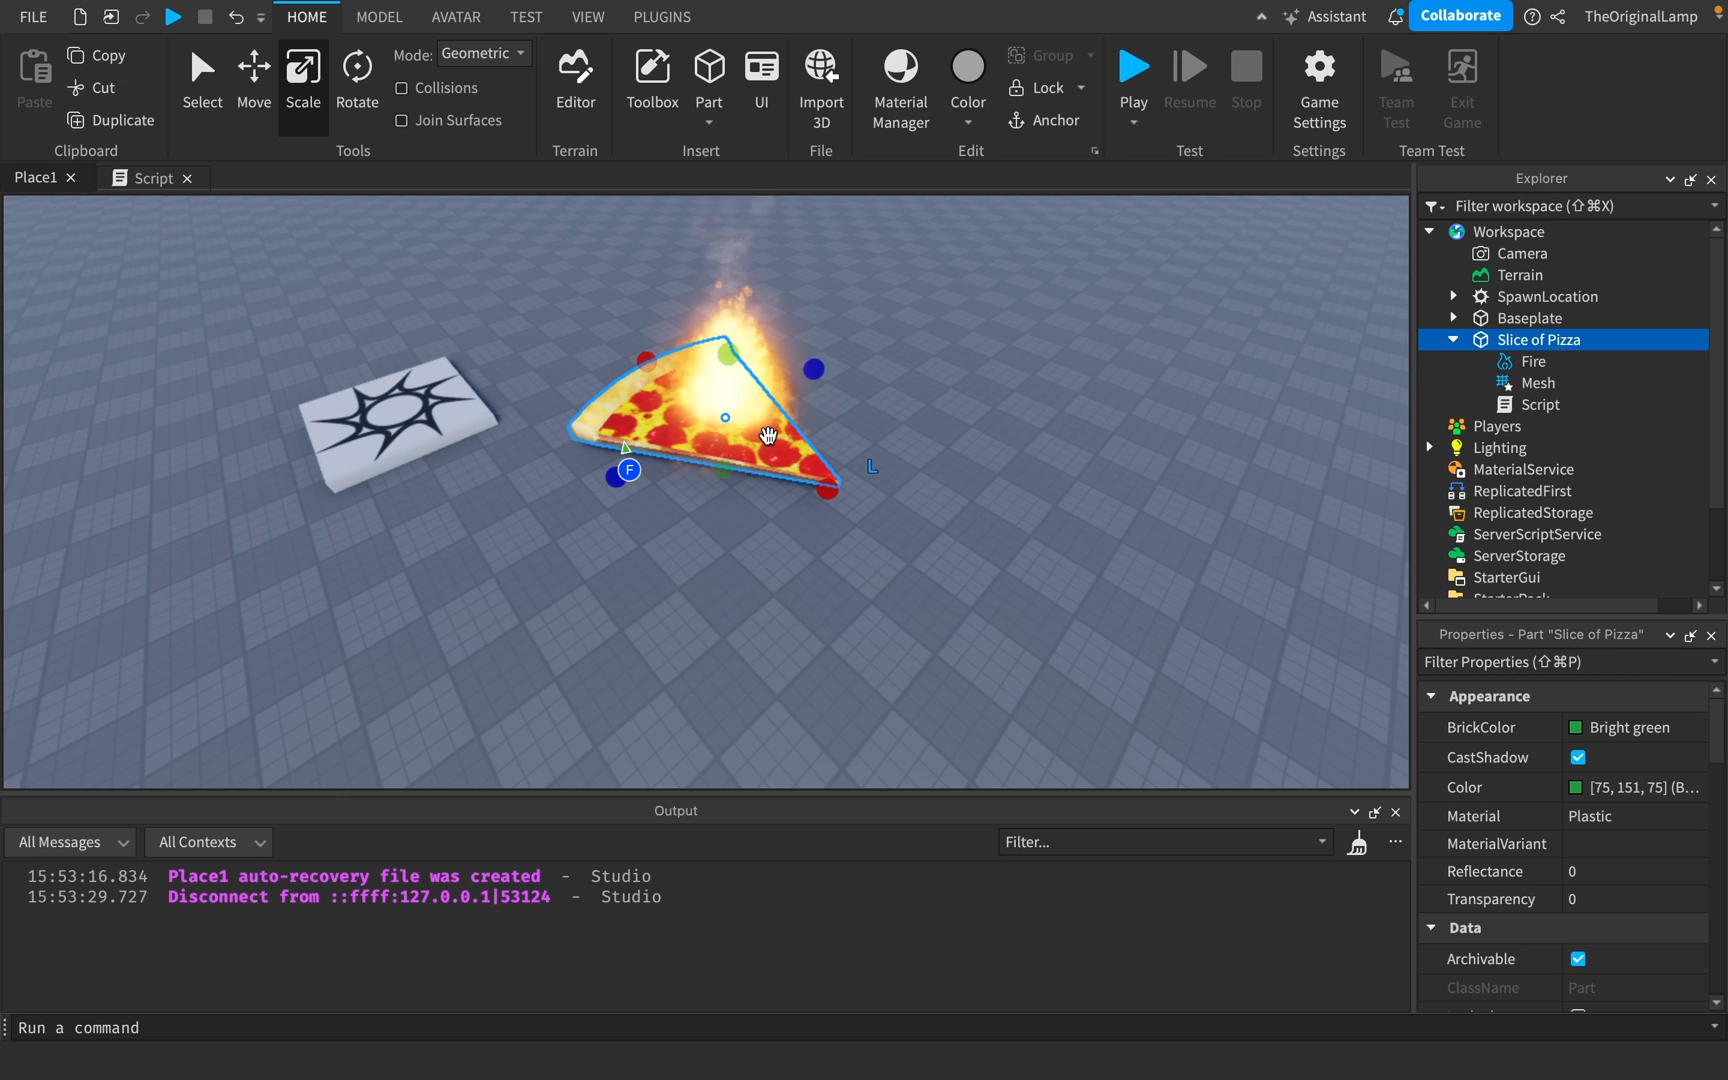 FILE HOME MODEL AVATAR TEST VIEW PLUGINS Assistant Collaborate TheOriginalLamp
Paste
Copy
Cut
Duplicate
Clipboard
Select Move Scale Rotate
Mode: Geometric
Collisions
Join Surfaces
Tools
Editor
Terrain
Toolbox Part UI
Insert
Import
3D
File
Material
Manager
Color
Group
Lock
Anchor
Edit
Play Resume Stop
Test
Game
Settings
Settings
Team
Test
Exit
Game
Team Test
Place1 Script
F
L
Explorer
Filter workspace (⇧⌘X)
Workspace
Camera
Terrain
SpawnLocation
Baseplate
Slice of Pizza
Fire
Mesh
Script
Players
Lighting
MaterialService
ReplicatedFirst
ReplicatedStorage
ServerScriptService
ServerStorage
StarterGui
StarterPack
Properties - Part "Slice of Pizza"
Filter Properties (⇧⌘P)
Appearance
BrickColor Bright green
CastShadow
Color [75, 151, 75] (B...
Material Plastic
MaterialVariant
Reflectance 0
Transparency 0
Data
Archivable
ClassName Part
Output
All Messages All Contexts Filter...
15:53:16.834 Place1 auto-recovery file was created - Studio
15:53:29.727 Disconnect from ::ffff:127.0.0.1|53124 - Studio
Run a command